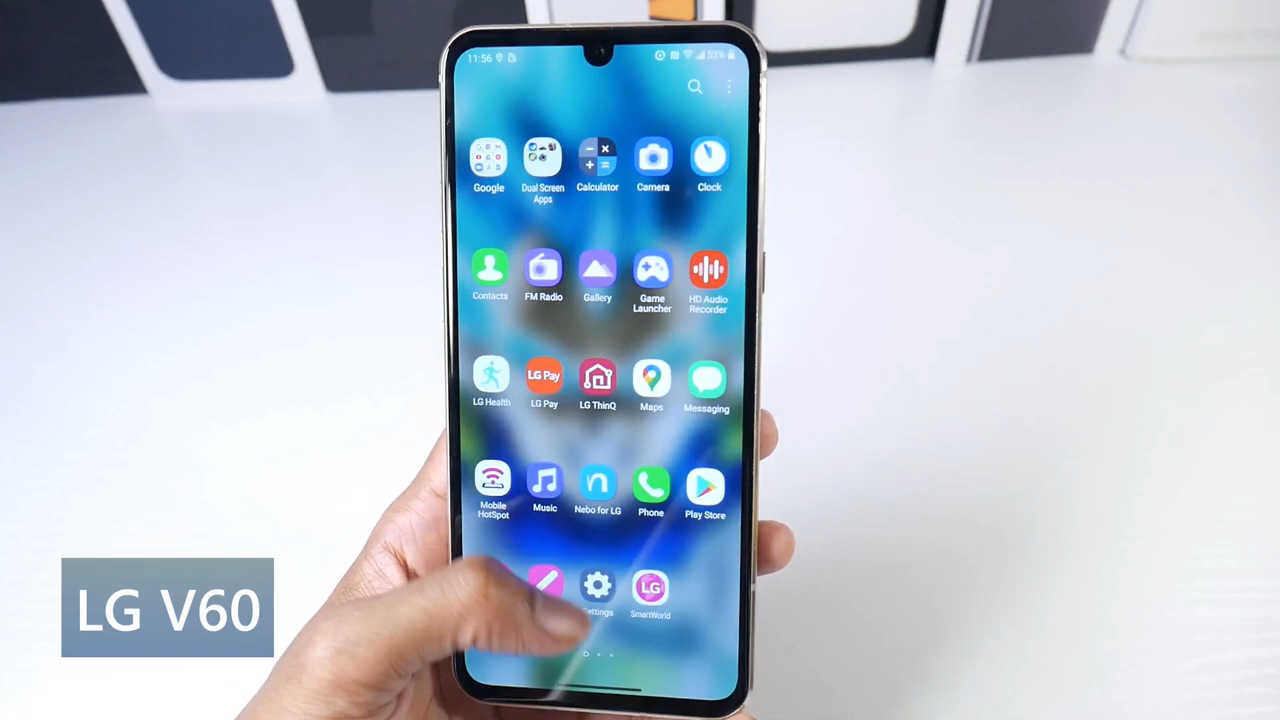 11:56
53%
Google
Dual Screen
Apps
Calculator
Camera
Clock
Contacts
FM Radio
Gallery
Game
Launcher
HD Audio
Recorder
LG Pay
LG Health
LG Pay
LG ThinQ
Maps
Messaging
Mobile
HotSpot
Music
Nebo for LG
Phone
Play Store
LG
Settings
SmartWorld
LG V60